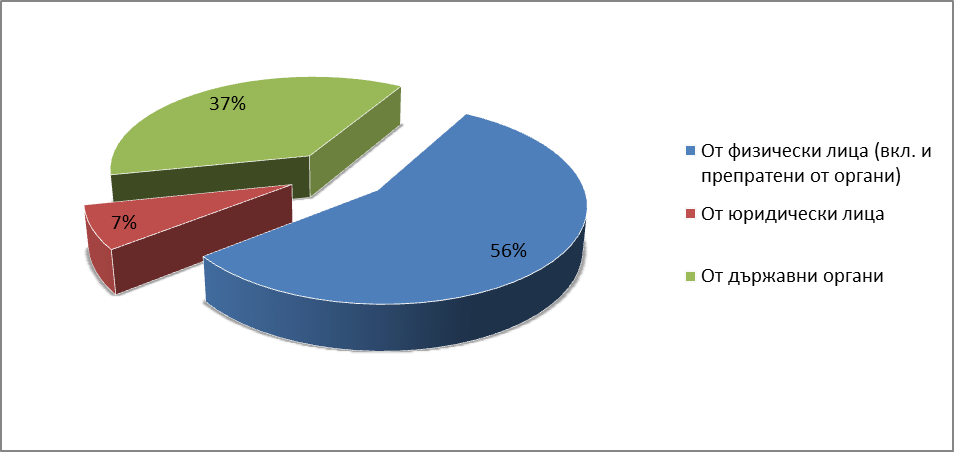 37%
7%
56%
От физически лица (вкл. и
препратени от органи)
От юридически лица
От държавни органи